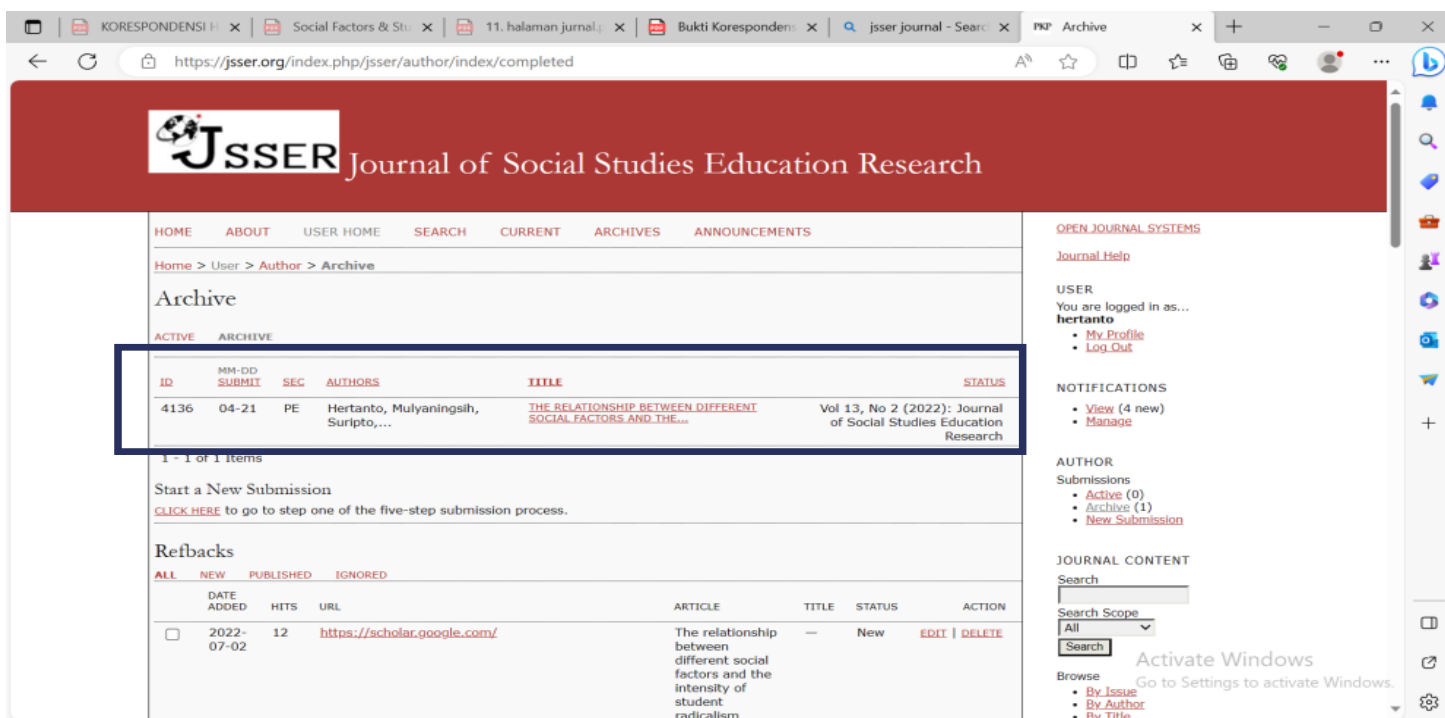 KORESPONDENSI H
Social Factors & Stu
11. halaman jurnal.p
Bukti Koresponden
jsser journal - Searc
PKP Archive
https://jsser.org/index.php/jsser/author/index/completed
JSSER Journal of Social Studies Education Research
HOME ABOUT USER HOME SEARCH CURRENT ARCHIVES ANNOUNCEMENTS
Home > User > Author > Archive
Archive
ACTIVE ARCHIVE
MM-DD
ID SUBMIT SEC AUTHORS TITLE STATUS
4136 04-21 PE Hertanto, Mulyaningsih, THE RELATIONSHIP BETWEEN DIFFERENT Vol 13, No 2 (2022): Journal
Suripto,... SOCIAL FACTORS AND THE... of Social Studies Education
Research
1 - 1 of 1 Items
Start a New Submission
CLICK HERE to go to step one of the five-step submission process.
Refbacks
ALL NEW PUBLISHED IGNORED
DATE
ADDED HITS URL ARTICLE TITLE STATUS ACTION
2022- 12 https://scholar.google.com/ The relationship — New EDIT | DELETE
07-02 between
different social
factors and the
intensity of
student
radicalism
OPEN JOURNAL SYSTEMS
Journal Help
USER
You are logged in as...
hertanto
My Profile
Log Out
NOTIFICATIONS
View (4 new)
Manage
AUTHOR
Submissions
Active (0)
Archive (1)
New Submission
JOURNAL CONTENT
Search
Search Scope
All
Search
Browse
By Issue
By Author
By Title
Activate Windows
Go to Settings to activate Windows.